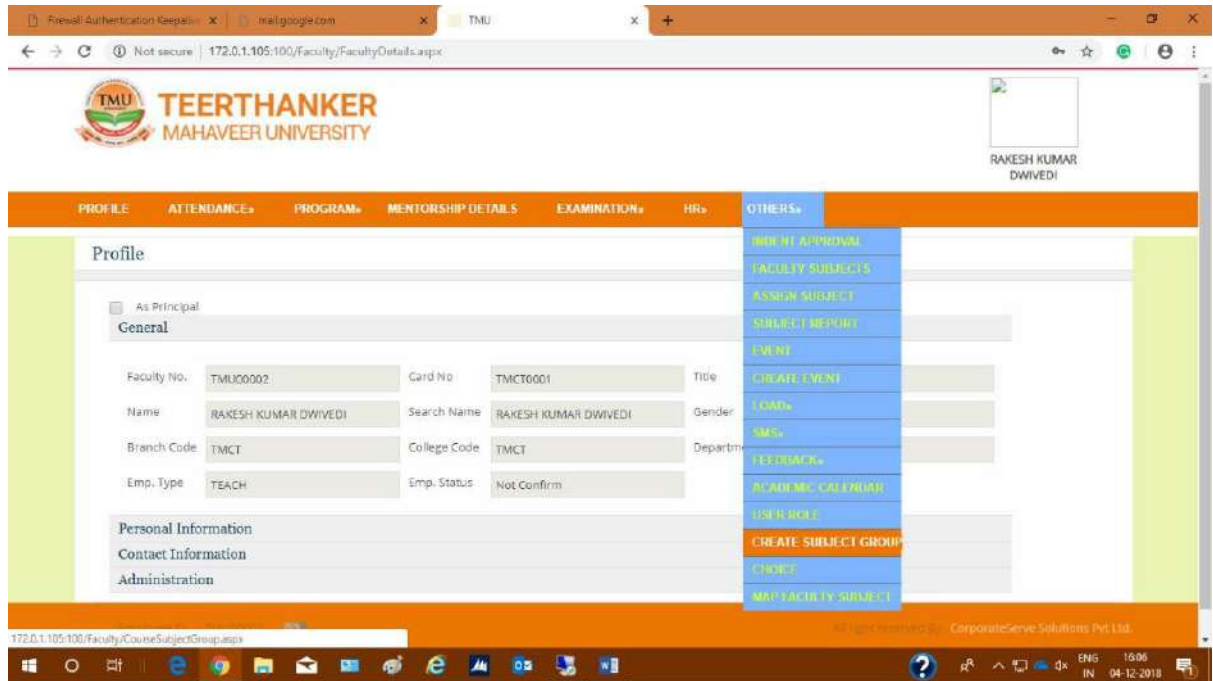 Firewall Authentication Keepaliv
mail.google.com
TMU
Not secure | 172.0.1.105:100/Faculty/FacultyDetails.aspx
TMU
TEERTHANKER
MAHAVEER UNIVERSITY
RAKESH KUMAR
DWIVEDI
PROFILE ATTENDANCE» PROGRAM» MENTORSHIP DETAILS EXAMINATION» HR» OTHERS»
INDENT APPROVAL
FACULTY SUBJECTS
ASSIGN SUBJECT
SUBJECT REPORT
EVENT
CREATE EVENT
LOAD»
SMS»
FEEDBACK»
ACADEMIC CALENDAR
USER ROLE
CREATE SUBJECT GROUP
CHOICE
MAP FACULTY SUBJECT
Profile
As Principal
General
Faculty No. TMU00002 Card No TMCT0001 Title
Name RAKESH KUMAR DWIVEDI Search Name RAKESH KUMAR DWIVEDI Gender
Branch Code TMCT College Code TMCT Departm
Emp. Type TEACH Emp. Status Not Confirm
Personal Information
Contact Information
Administration
All right reserved By CorporateServe Solutions Pvt Ltd.
172.0.1.105:100/Faculty/CourseSubjectGroup.aspx
ENG
IN
16:06
04-12-2018